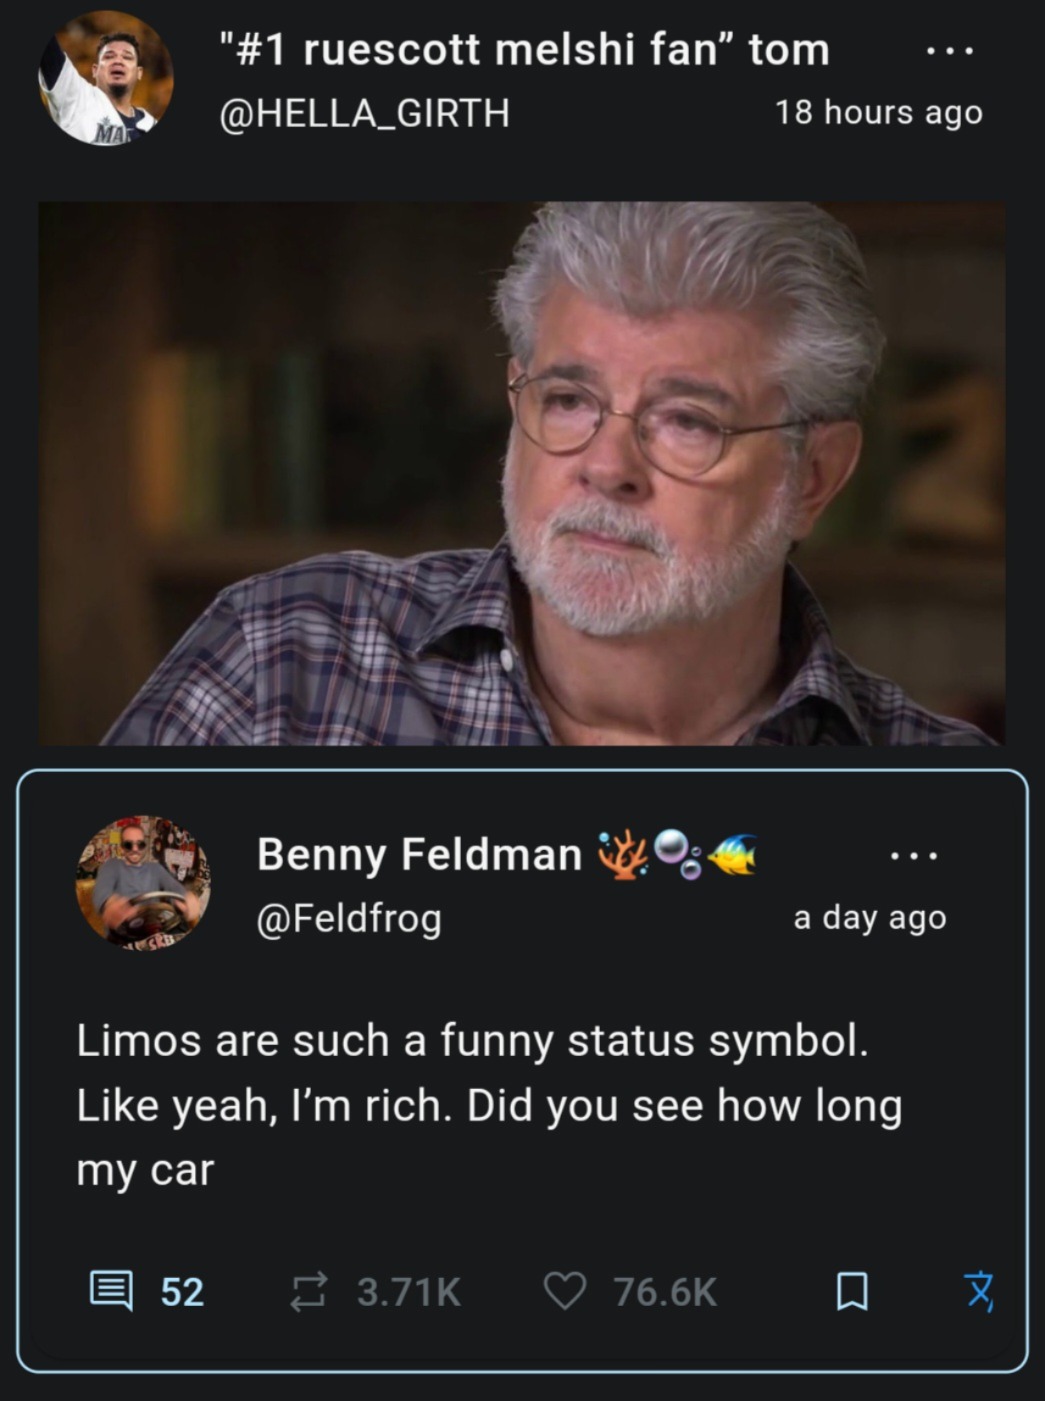 "#1 ruescott melshi fan” tom
@HELLA_GIRTH
18 hours ago
Benny Feldman
@Feldfrog
a day ago
Limos are such a funny status symbol.
Like yeah, I’m rich. Did you see how long
my car
52
3.71K
76.6K
文